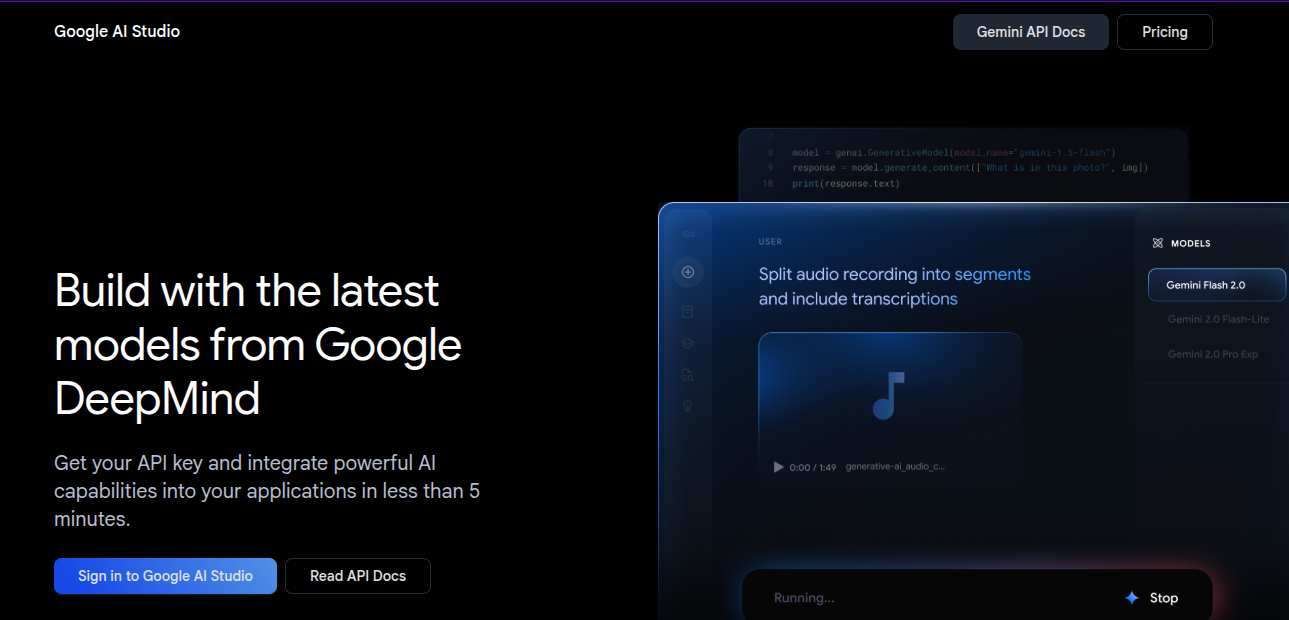 Google AI Studio
Gemini API Docs
Pricing
7
8 model = genai.GenerativeModel(model_name="gemini-1.5-flash")
9 response = model.generate_content(["What is in this photo?", img])
10 print(response.text)
USER
Split audio recording into segments
and include transcriptions
0:00 / 1:49 generative-ai_audio_c...
MODELS
Gemini Flash 2.0
Gemini 2.0 Flash-Lite
Gemini 2.0 Pro Exp
Running...
Stop
Build with the latest
models from Google
DeepMind
Get your API key and integrate powerful AI
capabilities into your applications in less than 5
minutes.
Sign in to Google AI Studio
Read API Docs